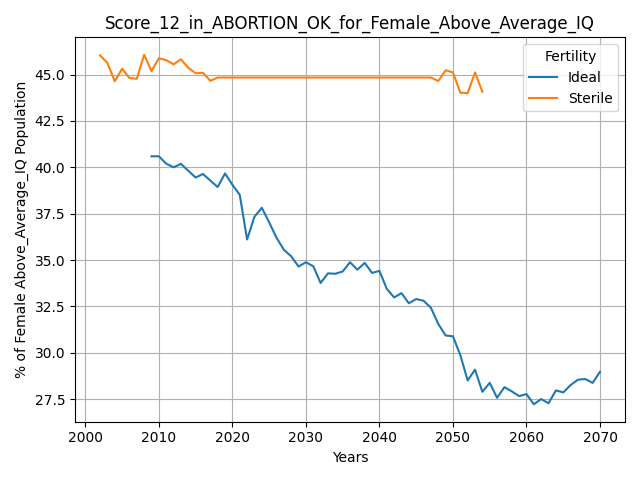 Score_12_in_ABORTION_OK_for_Female_Above_Average_IQ
% of Female Above_Average_IQ Population
45.0
42.5
40.0
37.5
35.0
32.5
30.0
27.5
Fertility
Ideal
Sterile
2000 2010 2020 2030 2040 2050 2060 2070
Years